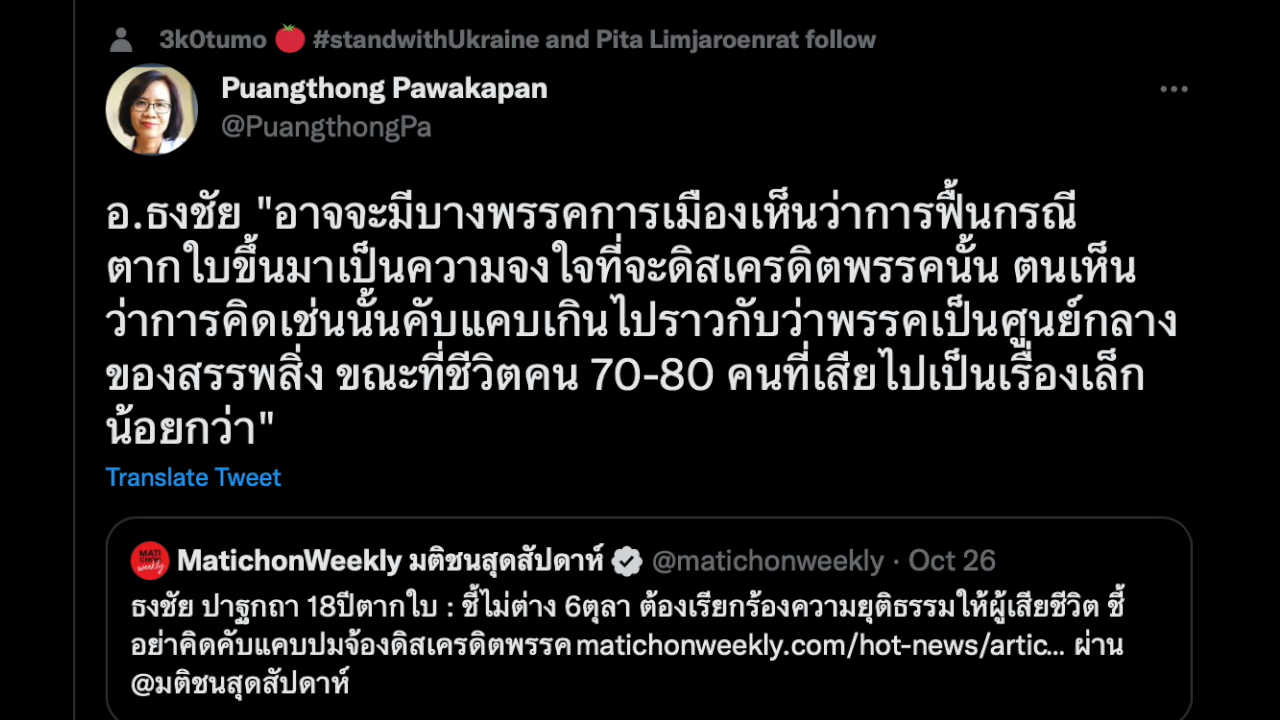 3k0tumo 🍅 #standwithUkraine and Pita Limjaroenrat follow
Puangthong Pawakapan
@PuangthongPa
อ.ธงชัย "อาจจะมีบางพรรคการเมืองเห็นว่าการฟื้นกรณี
ตากใบขึ้นมาเป็นความจงใจที่จะดิสเครดิตพรรคนั้น ตนเห็น
ว่าการคิดเช่นนั้นคับแคบเกินไปราวกับว่าพรรคเป็นศูนย์กลาง
ของสรรพสิ่ง ขณะที่ชีวิตคน 70-80 คนที่เสียไปเป็นเรื่องเล็ก
น้อยกว่า"
Translate Tweet
MATI CHON weekly
MatichonWeekly มติชนสุดสัปดาห์ @matichonweekly · Oct 26
ธงชัย ปาฐกถา 18ปีตากใบ : ชี้ไม่ต่าง 6ตุลา ต้องเรียกร้องความยุติธรรมให้ผู้เสียชีวิต ชี้
อย่าคิดคับแคบปมจ้องดิสเครดิตพรรค matichonweekly.com/hot-news/artic... ผ่าน
@มติชนสุดสัปดาห์